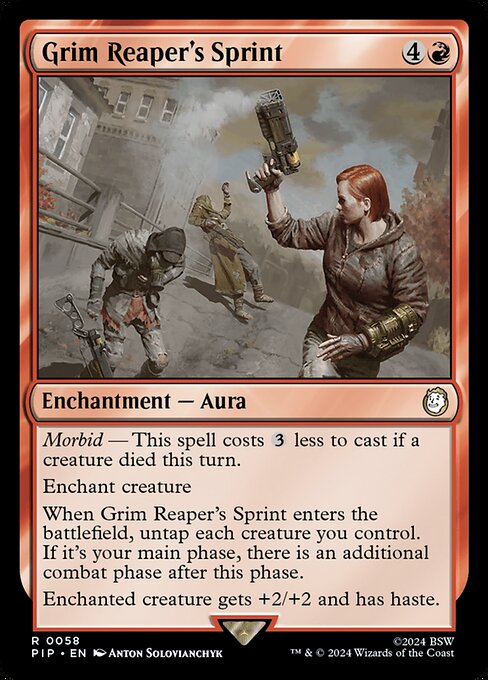 Grim Reaper's Sprint 4
Enchantment — Aura
Morbid — This spell costs 3 less to cast if a
creature died this turn.
Enchant creature
When Grim Reaper's Sprint enters the
battlefield, untap each creature you control.
If it's your main phase, there is an additional
combat phase after this phase.
Enchanted creature gets +2/+2 and has haste.
R 0058
PIP • EN Anton Solovianchyk
©2024 BSW
™ & © 2024 Wizards of the Coast